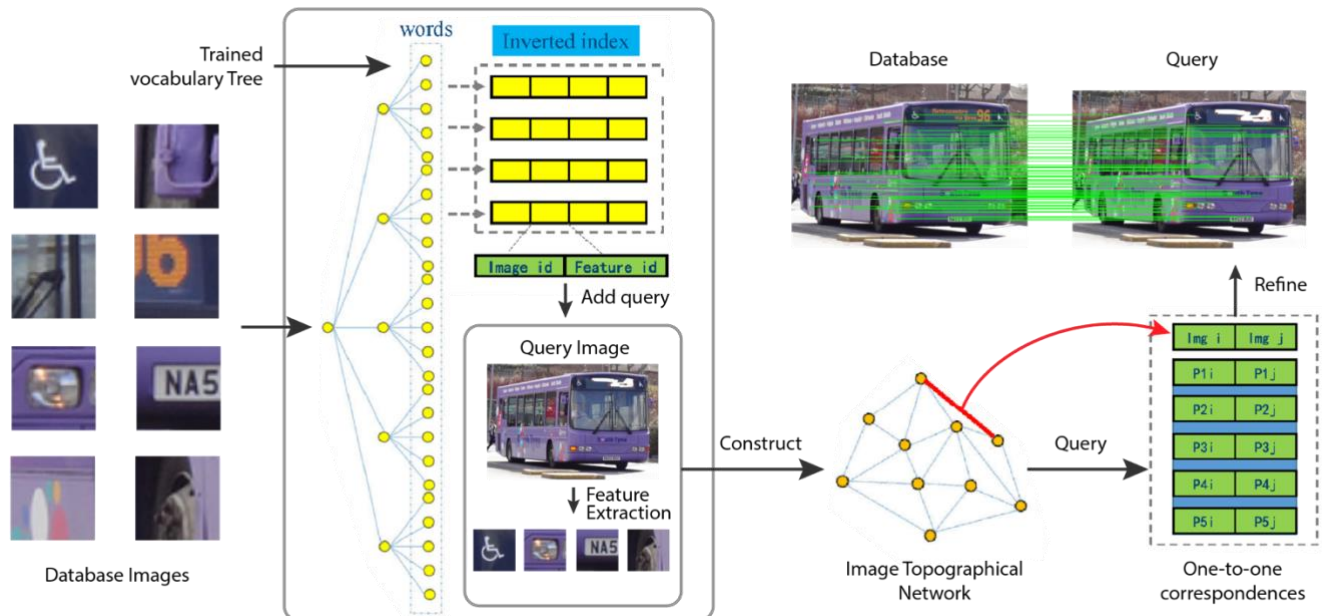 words
Inverted index
Trained
vocabulary Tree
Image id
Feature id
Add query
Query Image
Feature
Extraction
NA5
96
NA5
Database Images
Construct
Image Topographical
Network
Query
Database
Query
96
Refine
Img i
Img j
P1i
P1j
P2i
P2j
P3i
P3j
P4i
P4j
P5i
P5j
One-to-one
correspondences